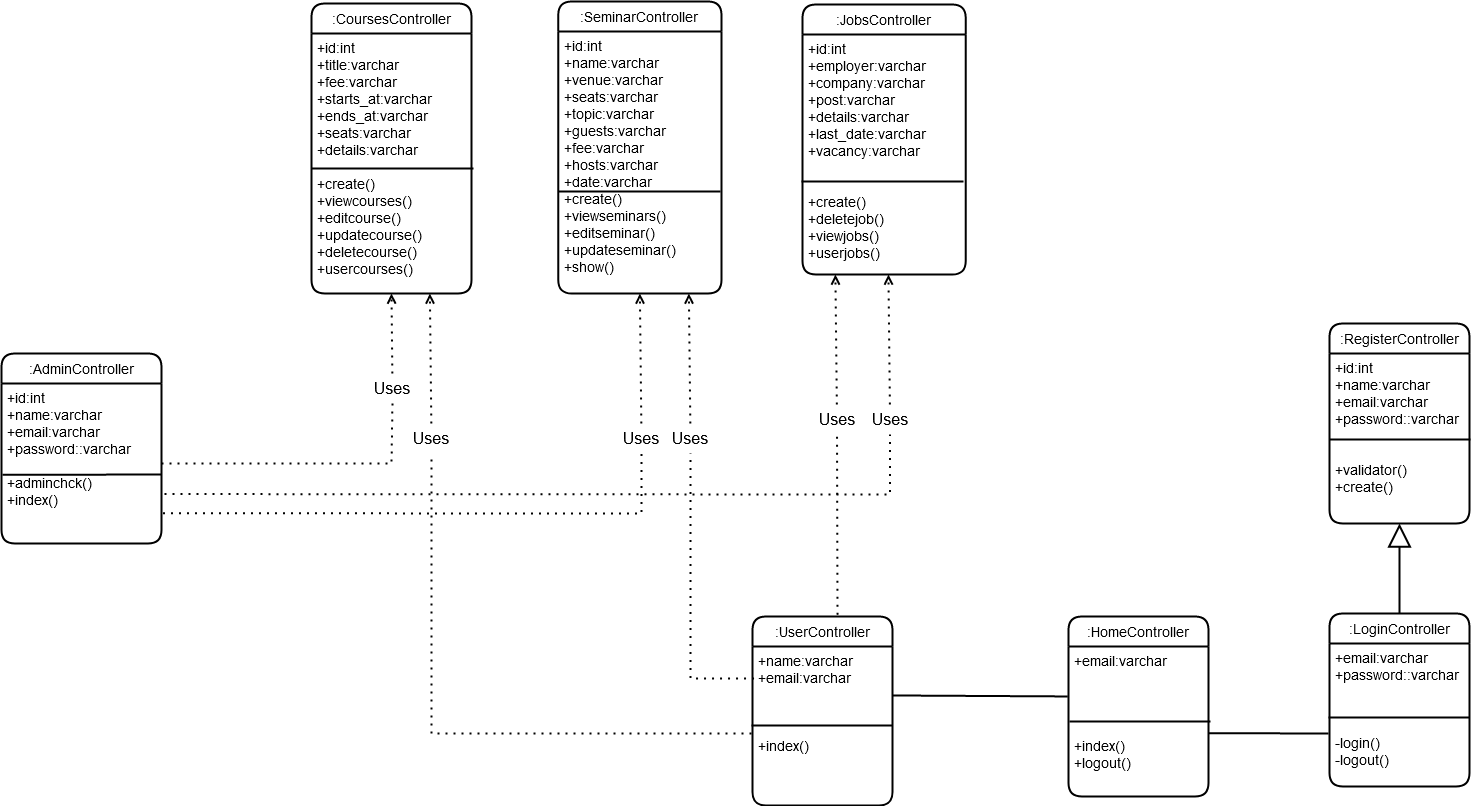 :CoursesController
+id:int
+title:varchar
+fee:varchar
+starts_at:varchar
+ends_at:varchar
+seats:varchar
+details:varchar
+create()
+viewcourses()
+editcourse()
+updatecourse()
+deletecourse()
+usercourses()
:SeminarController
+id:int
+name:varchar
+venue:varchar
+seats:varchar
+topic:varchar
+guests:varchar
+fee:varchar
+hosts:varchar
+date:varchar
+create()
+viewseminars()
+editseminar()
+updateseminar()
+show()
:JobsController
+id:int
+employer:varchar
+company:varchar
+post:varchar
+details:varchar
+last_date:varchar
+vacancy:varchar
+create()
+deletejob()
+viewjobs()
+userjobs()
:AdminController
+id:int
+name:varchar
+email:varchar
+password::varchar
+adminchck()
+index()
Uses
Uses
Uses
Uses
Uses
Uses
:RegisterController
+id:int
+name:varchar
+email:varchar
+password::varchar
+validator()
+create()
:UserController
+name:varchar
+email:varchar
+index()
:HomeController
+email:varchar
+index()
+logout()
:LoginController
+email:varchar
+password::varchar
-login()
-logout()